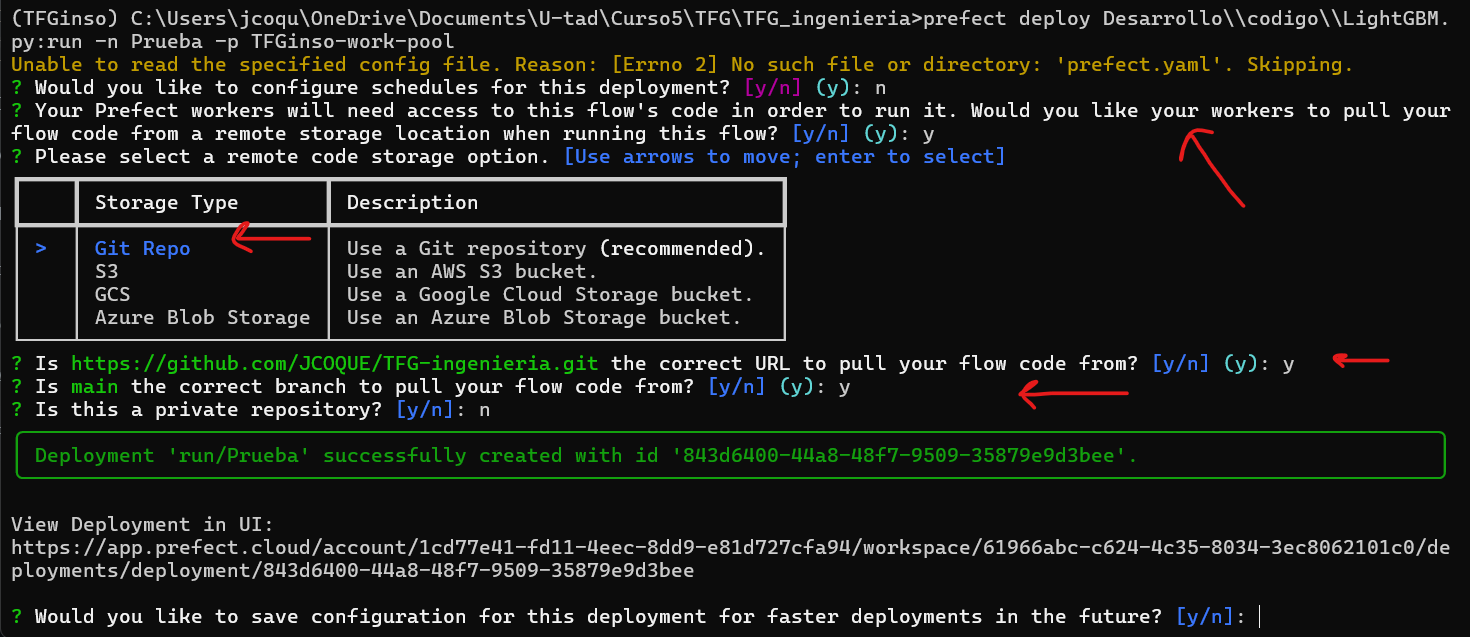 (TFGinso) C:\Users\jcoqu\OneDrive\Documents\U-tad\Curso5\TFG\TFG_ingenieria>prefect deploy Desarrollo\\codigo\\LightGBM.
py:run -n Prueba -p TFGinso-work-pool
Unable to read the specified config file. Reason: [Errno 2] No such file or directory: 'prefect.yaml'. Skipping.
? Would you like to configure schedules for this deployment? [y/n] (y): n
? Your Prefect workers will need access to this flow's code in order to run it. Would you like your workers to pull your
flow code from a remote storage location when running this flow? [y/n] (y): y
? Please select a remote code storage option. [Use arrows to move; enter to select]
Storage Type Description
> Git Repo Use a Git repository (recommended).
S3 Use an AWS S3 bucket.
GCS Use a Google Cloud Storage bucket.
Azure Blob Storage Use an Azure Blob Storage bucket.
? Is https://github.com/JCOQUE/TFG-ingenieria.git the correct URL to pull your flow code from? [y/n] (y): y
? Is main the correct branch to pull your flow code from? [y/n] (y): y
? Is this a private repository? [y/n]: n
Deployment 'run/Prueba' successfully created with id '843d6400-44a8-48f7-9509-35879e9d3bee'.
View Deployment in UI:
https://app.prefect.cloud/account/1cd77e41-fd11-4eec-8dd9-e81d727cfa94/workspace/61966abc-c624-4c35-8034-3ec8062101c0/de
ployments/deployment/843d6400-44a8-48f7-9509-35879e9d3bee
? Would you like to save configuration for this deployment for faster deployments in the future? [y/n]: